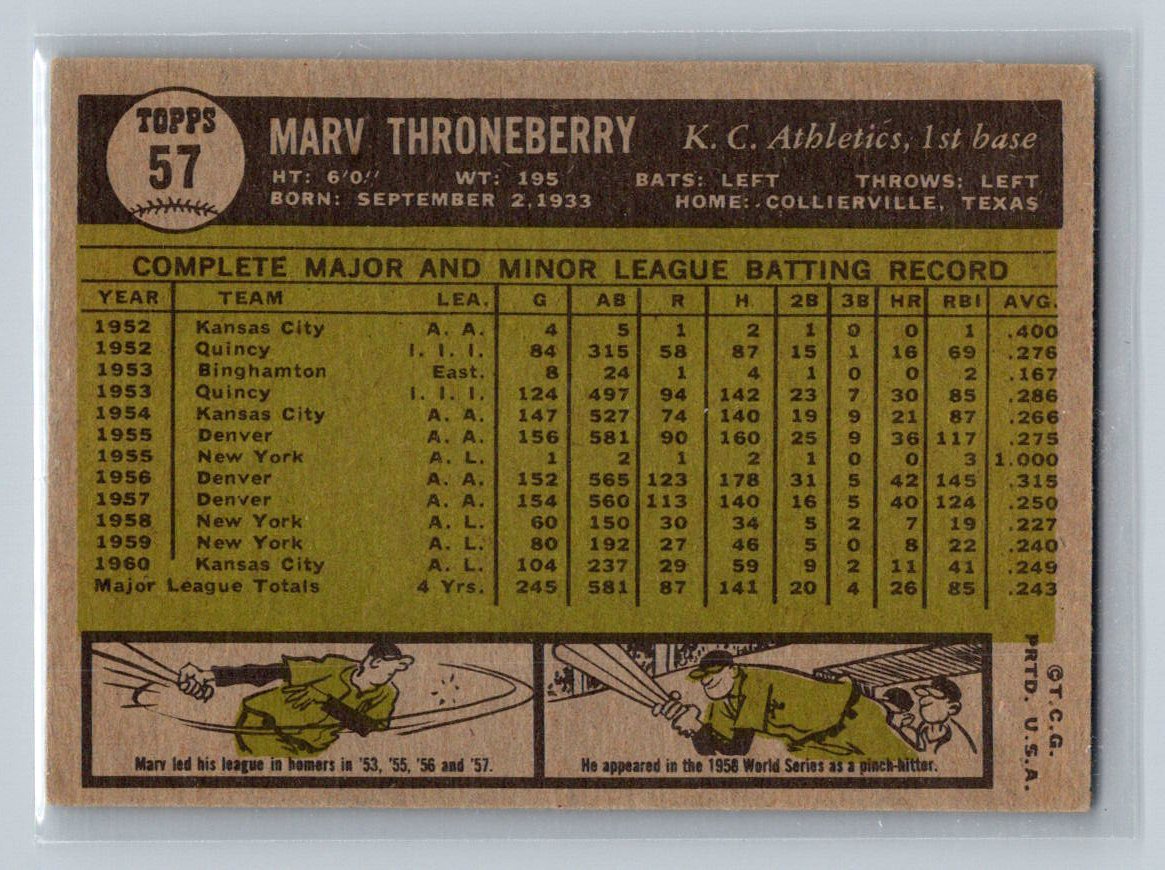 TOPPS
57
MARV THRONEBERRY K. C. Athletics, 1st base
HT: 6'0" WT: 195 BATS: LEFT THROWS: LEFT
BORN: SEPTEMBER 2, 1933 HOME: COLLIERVILLE, TEXAS
COMPLETE MAJOR AND MINOR LEAGUE BATTING RECORD
YEAR TEAM LEA. G AB R H 2B 3B HR RBI AVG.
1952 Kansas City A. A. 4 5 1 2 1 0 0 1 .400
1952 Quincy I. I. I. 84 315 58 87 15 1 16 69 .276
1953 Binghamton East. 8 24 1 4 1 0 0 2 .167
1953 Quincy I. I. I. 124 497 94 142 23 7 30 85 .286
1954 Kansas City A. A. 147 527 74 140 19 9 21 87 .266
1955 Denver A. A. 156 581 90 160 25 9 36 117 .275
1955 New York A. L. 1 2 1 2 1 0 0 3 1.000
1956 Denver A. A. 152 565 123 178 31 5 42 145 .315
1957 Denver A. A. 154 560 113 140 16 5 40 124 .250
1958 New York A. L. 60 150 30 34 5 2 7 19 .227
1959 New York A. L. 80 192 27 46 5 0 8 22 .240
1960 Kansas City A. L. 104 237 29 59 9 2 11 41 .249
Major League Totals 4 Yrs. 245 581 87 141 20 4 26 85 .243
Marv led his league in homers in '53, '55, '56 and '57.
He appeared in the 1958 World Series as a pinch-hitter.
©T.C.G.
PRTD. U.S.A.